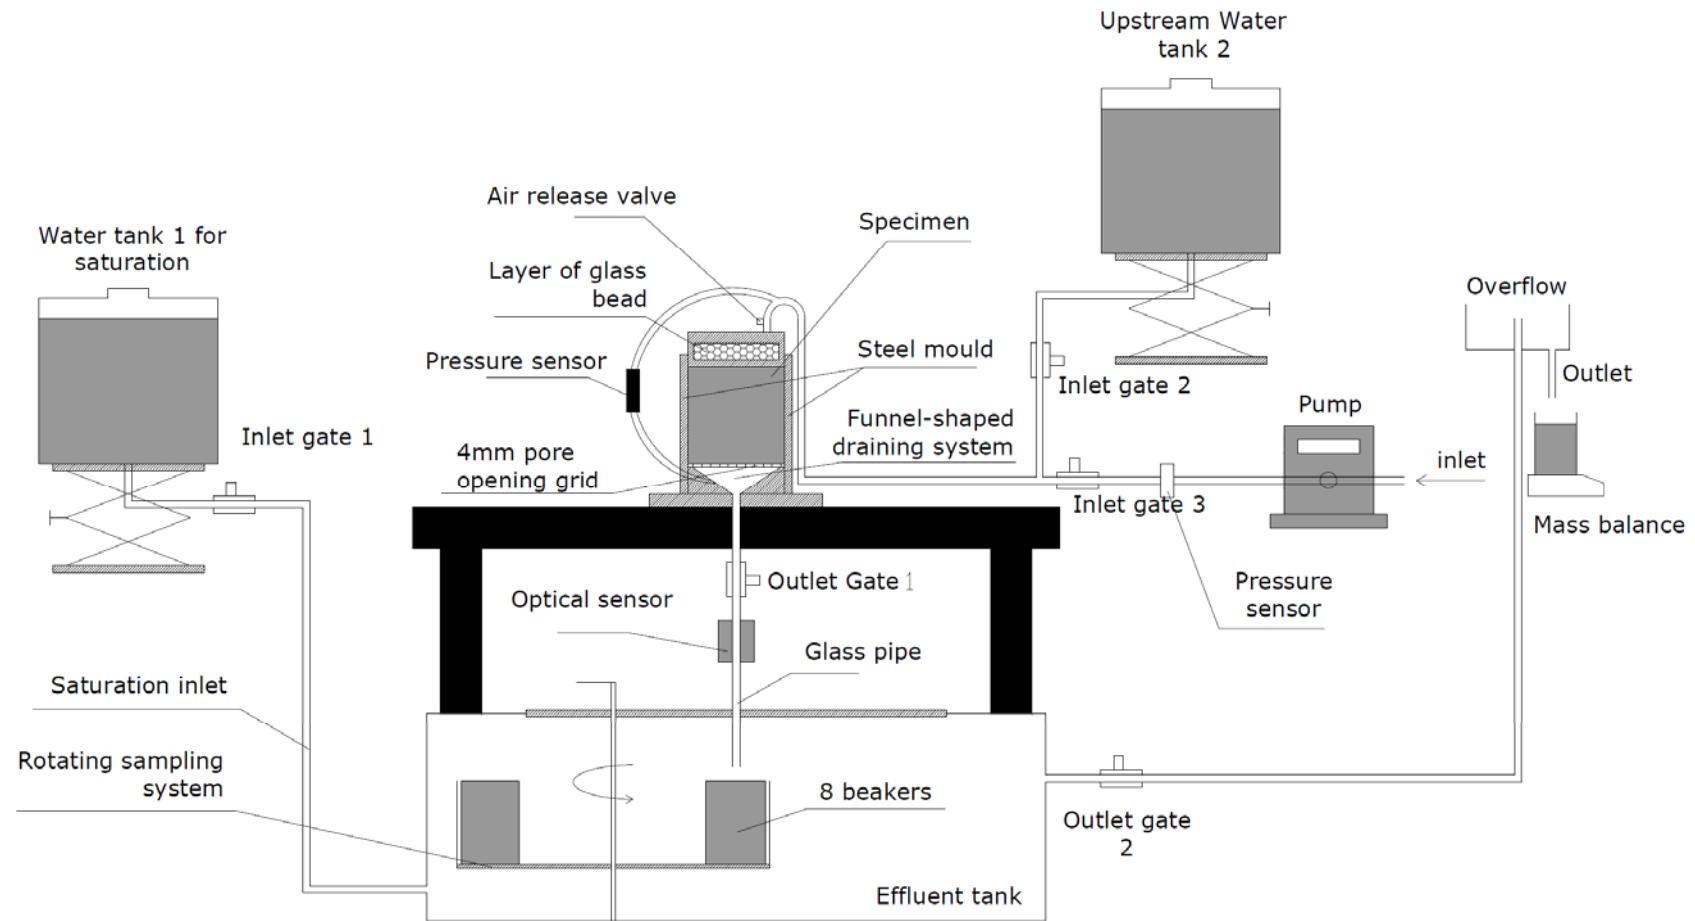 Upstream Water
tank 2
Air release valve
Specimen
Water tank 1 for
saturation
Layer of glass
bead
Overflow
Steel mould
Pressure sensor
Inlet gate 2
Outlet
Pump
Inlet gate 1
Funnel-shaped
draining system
4mm pore
opening grid
inlet
Inlet gate 3
Mass balance
Outlet Gate 1
Pressure
sensor
Optical sensor
Glass pipe
Saturation inlet
Rotating sampling
system
8 beakers
Outlet gate
2
Effluent tank